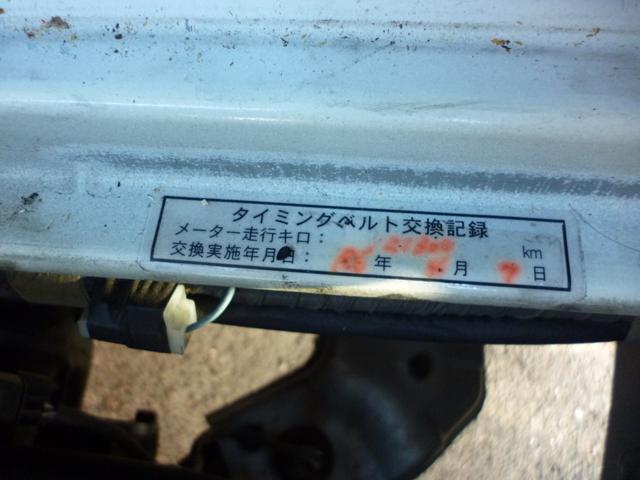 タイミングベルト交換記録
メーター走行キロ： km
交換実施年月日： 年 月 日